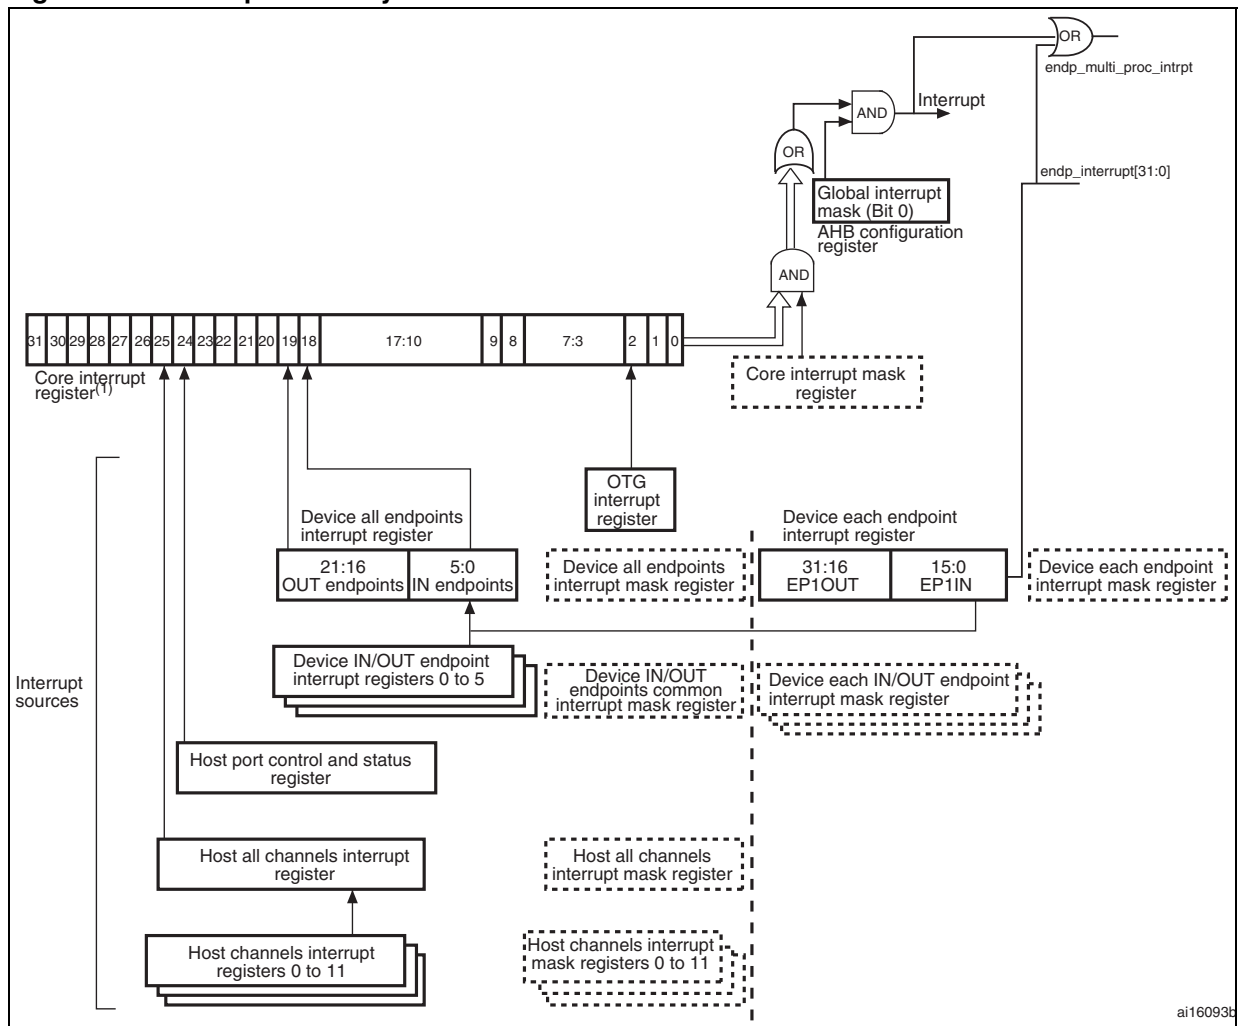 OR
endp_multi_proc_intrpt
Interrupt
AND
OR
endp_interrupt[31:0]
Global interrupt
mask (Bit 0)
AHB configuration
register
AND
31 30 29 28 27 26 25 24 23 22 21 20 19 18 17:10 9 8 7:3 2 1 0
Core interrupt
register(1)
Core interrupt mask
register
OTG
interrupt
register
Device all endpoints
interrupt register
Device each endpoint
interrupt register
21:16
OUT endpoints
5:0
IN endpoints
Device all endpoints
interrupt mask register
31:16
EP1OUT
15:0
EP1IN
Device each endpoint
interrupt mask register
Interrupt
sources
Device IN/OUT endpoint
interrupt registers 0 to 5
Device IN/OUT
endpoints common
interrupt mask register
Device each IN/OUT endpoint
interrupt mask register
Host port control and status
register
Host all channels interrupt
register
Host all channels
interrupt mask register
Host channels interrupt
registers 0 to 11
Host channels interrupt
mask registers 0 to 11
ai16093b